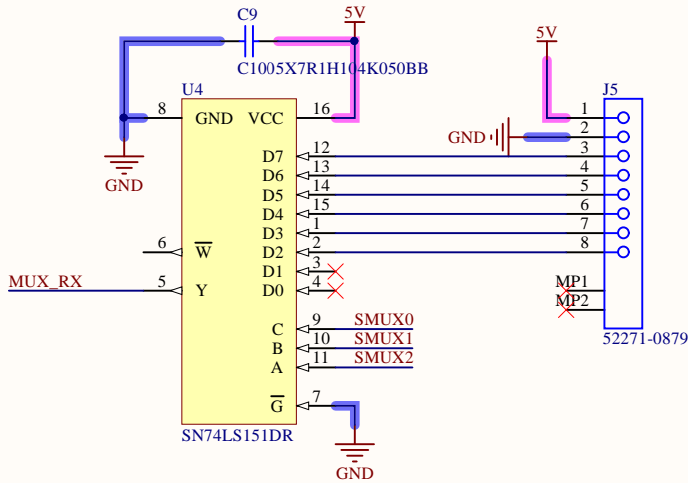 C9
5V
C1005X7R1H104K050BB
5V
U4
J5
8 GND VCC 16
1
GND 2
D7 12 3
GND
D6 13 4
D5 14 5
D4 15 6
D3 1 7
6 W D2 2 8
D1 3
MUX_RX 5 Y D0 4
MP1
MP2
C 9 SMUX0
52271-0879
B 10 SMUX1
A 11 SMUX2
G 7
SN74LS151DR
GND